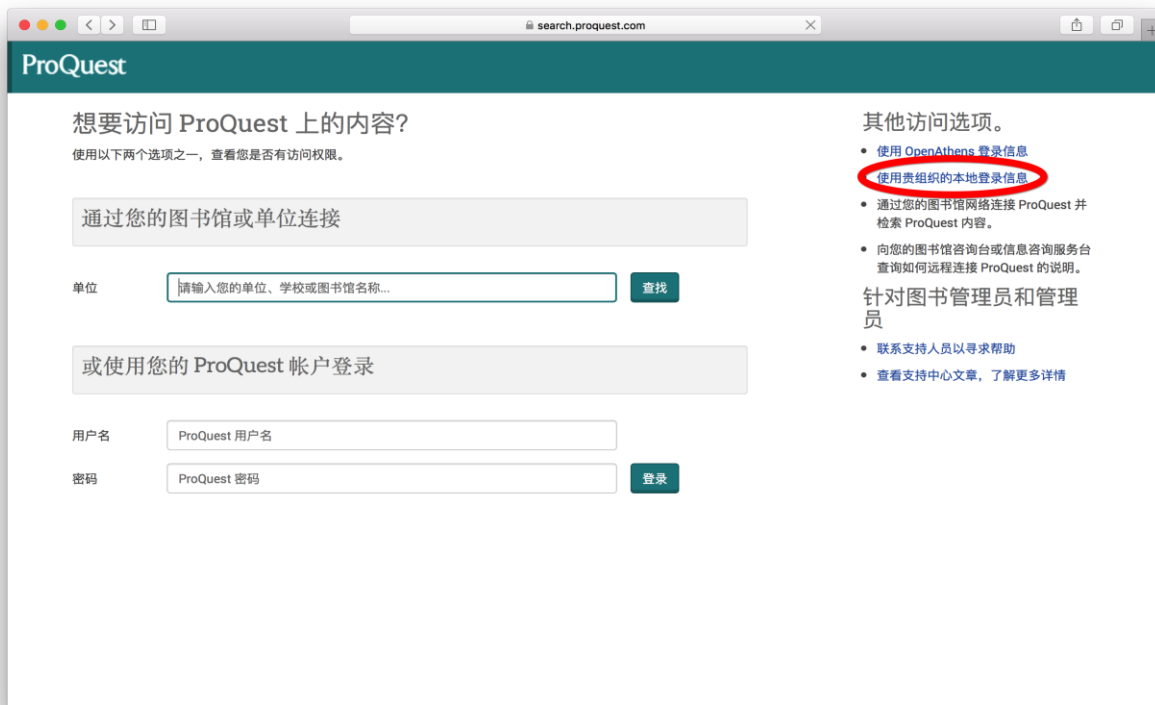 search.proquest.com
ProQuest
想要访问 ProQuest 上的内容?
使用以下两个选项之一，查看您是否有访问权限。
通过您的图书馆或单位连接
单位
请输入您的单位、学校或图书馆名称...
查找
或使用您的 ProQuest 帐户登录
用户名
ProQuest 用户名
密码
ProQuest 密码
登录
其他访问选项。
使用 OpenAthens 登录信息
使用贵组织的本地登录信息
通过您的图书馆网络连接 ProQuest 并
检索 ProQuest 内容。
向您的图书馆咨询台或信息咨询服务台
查询如何远程连接 ProQuest 的说明。
针对图书管理员和管理
员
联系支持人员以寻求帮助
查看支持中心文章，了解更多详情